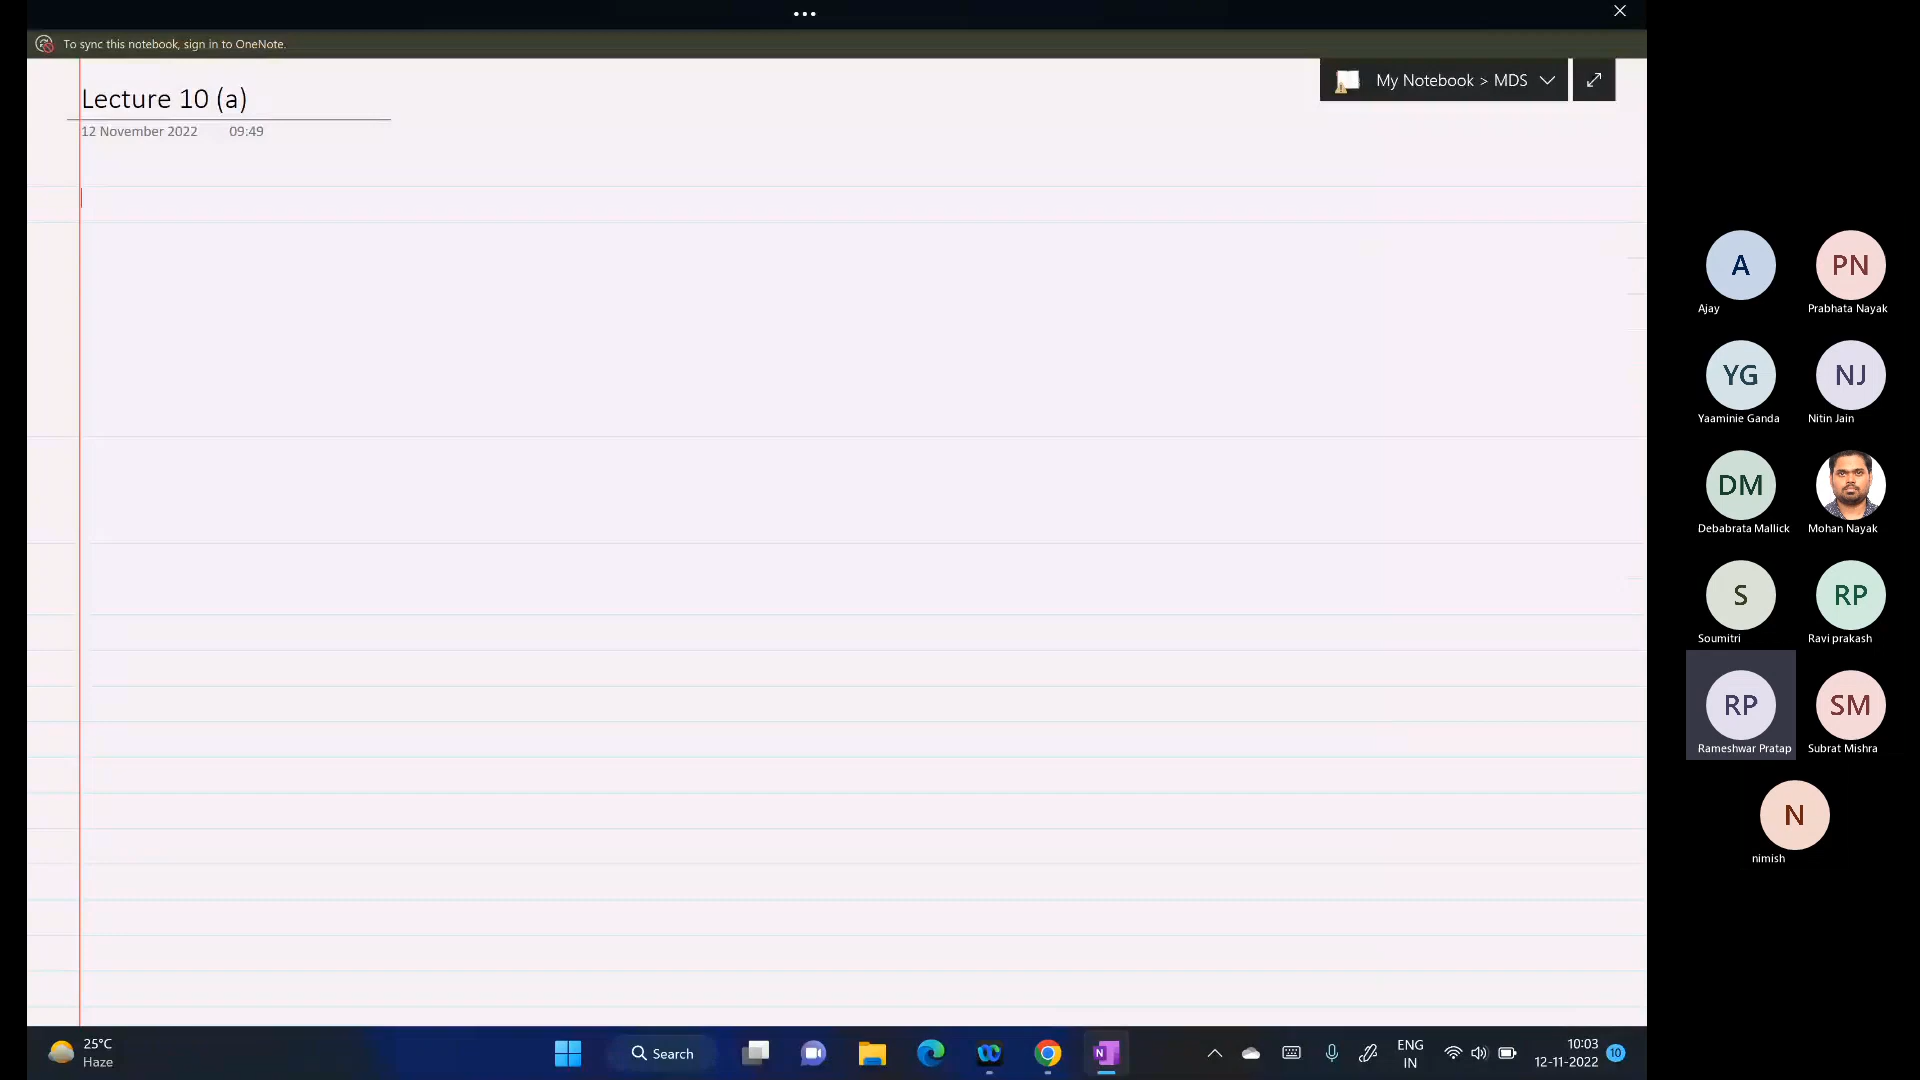 To sync this notebook, sign in to OneNote.
My Notebook > MDS
Lecture 10 (a)
12 November 2022 09:49
A
Ajay
PN
Prabhata Nayak
YG
Yaaminie Ganda
NJ
Nitin Jain
DM
Debabrata Mallick
Mohan Nayak
S
Soumitri
RP
Ravi prakash
RP
Rameshwar Pratap
SM
Subrat Mishra
N
nimish
25°C
Haze
Search
N
ENG
IN
10:03
12-11-2022
10